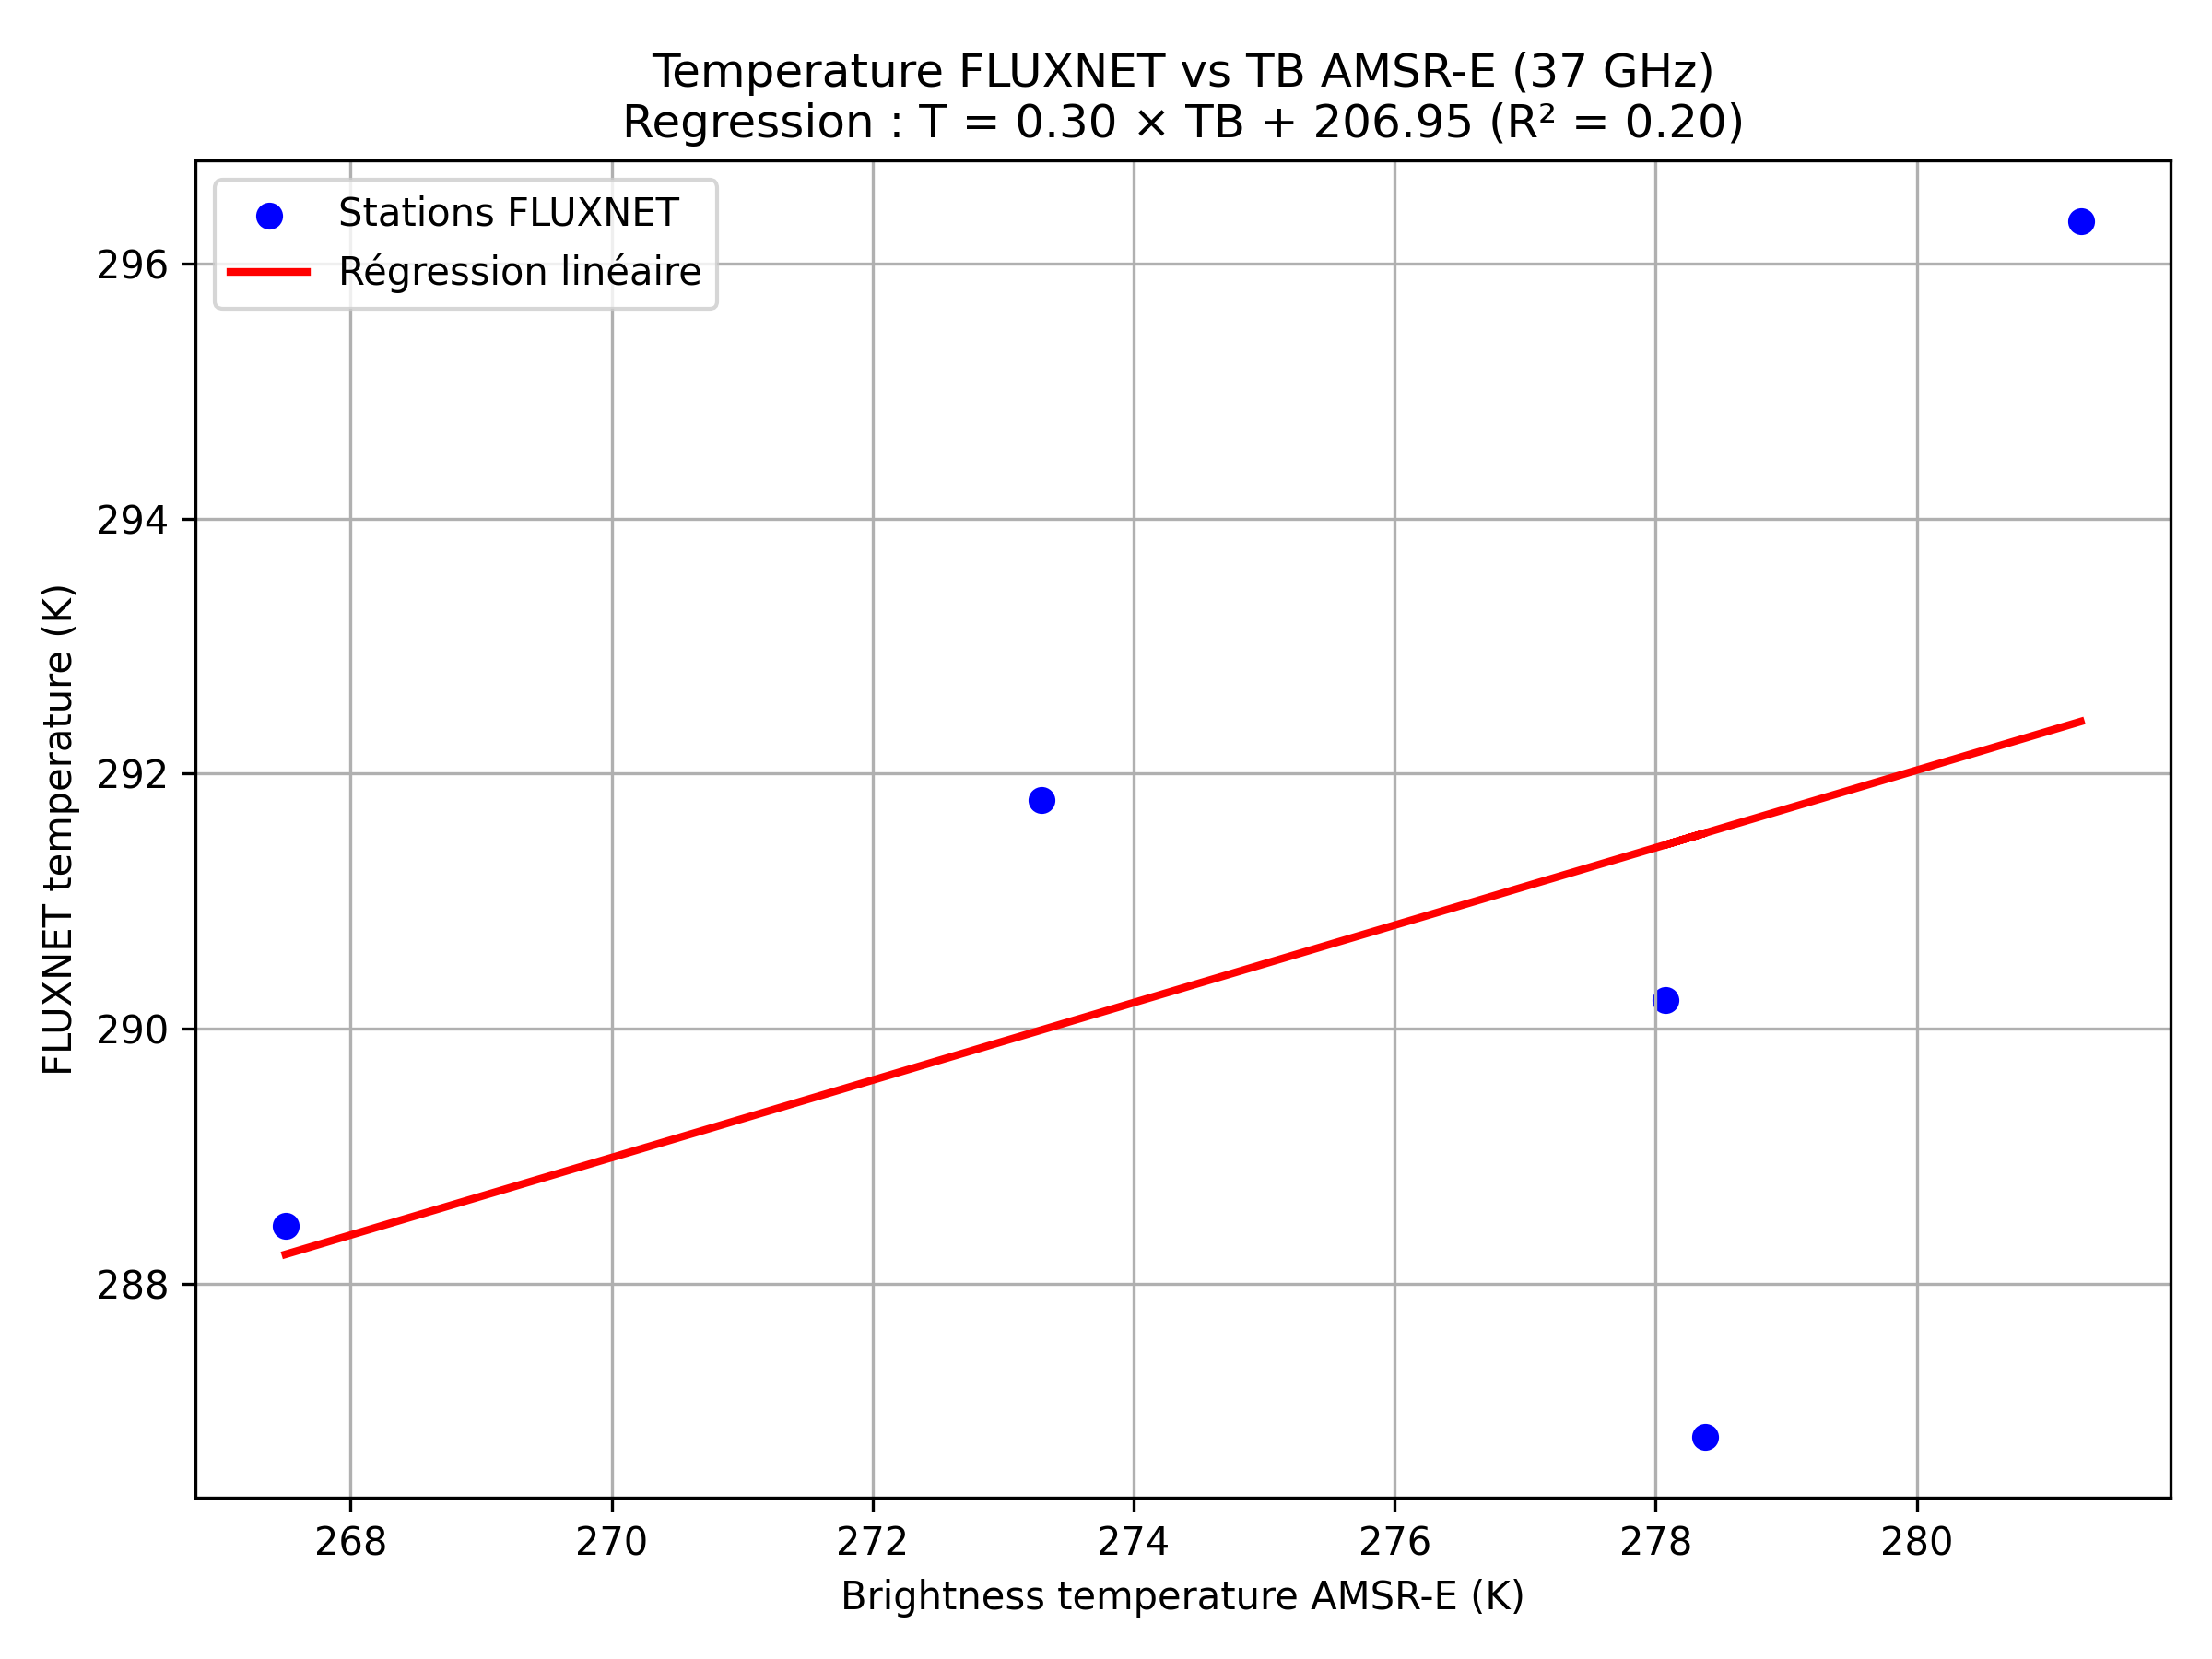 Temperature FLUXNET vs TB AMSR-E (37 GHz)
Regression : T = 0.30 × TB + 206.95 (R² = 0.20)
Stations FLUXNET
Régression linéaire
FLUXNET temperature (K)
296
294
292
290
288
268 270 272 274 276 278 280
Brightness temperature AMSR-E (K)